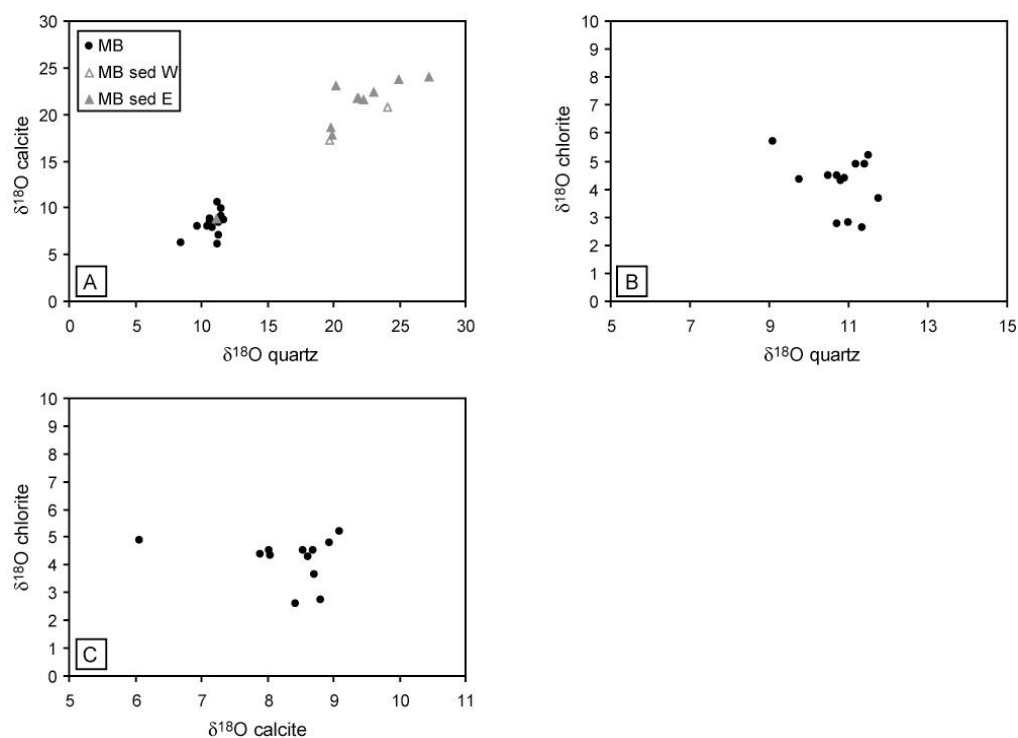 30
25
20
15
10
5
0
δ¹⁸O calcite
MB
MB sed W
MB sed E
A
0 5 10 15 20 25 30
δ¹⁸O quartz
10
9
8
7
6
5
4
3
2
1
0
δ¹⁸O chlorite
B
5 7 9 11 13 15
δ¹⁸O quartz
10
9
8
7
6
5
4
3
2
1
0
δ¹⁸O chlorite
C
5 6 7 8 9 10 11
δ¹⁸O calcite